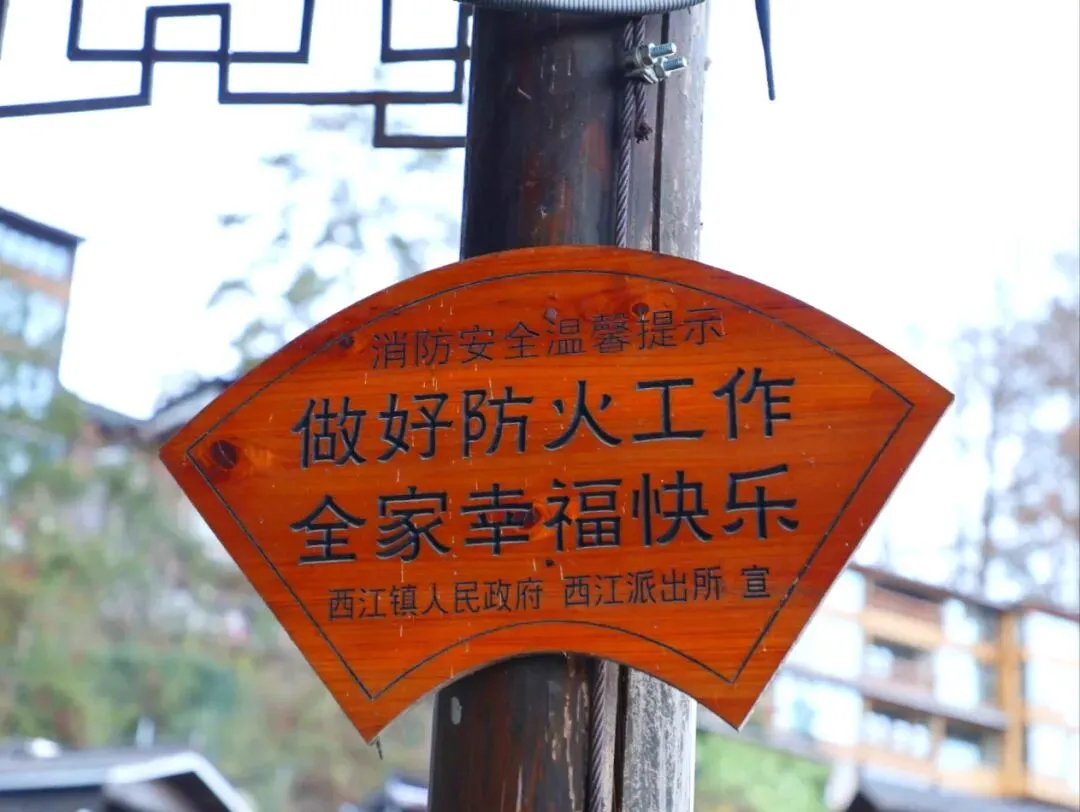 消防安全温馨提示
做好防火工作
全家幸福快乐
西江镇人民政府 西江派出所 宣